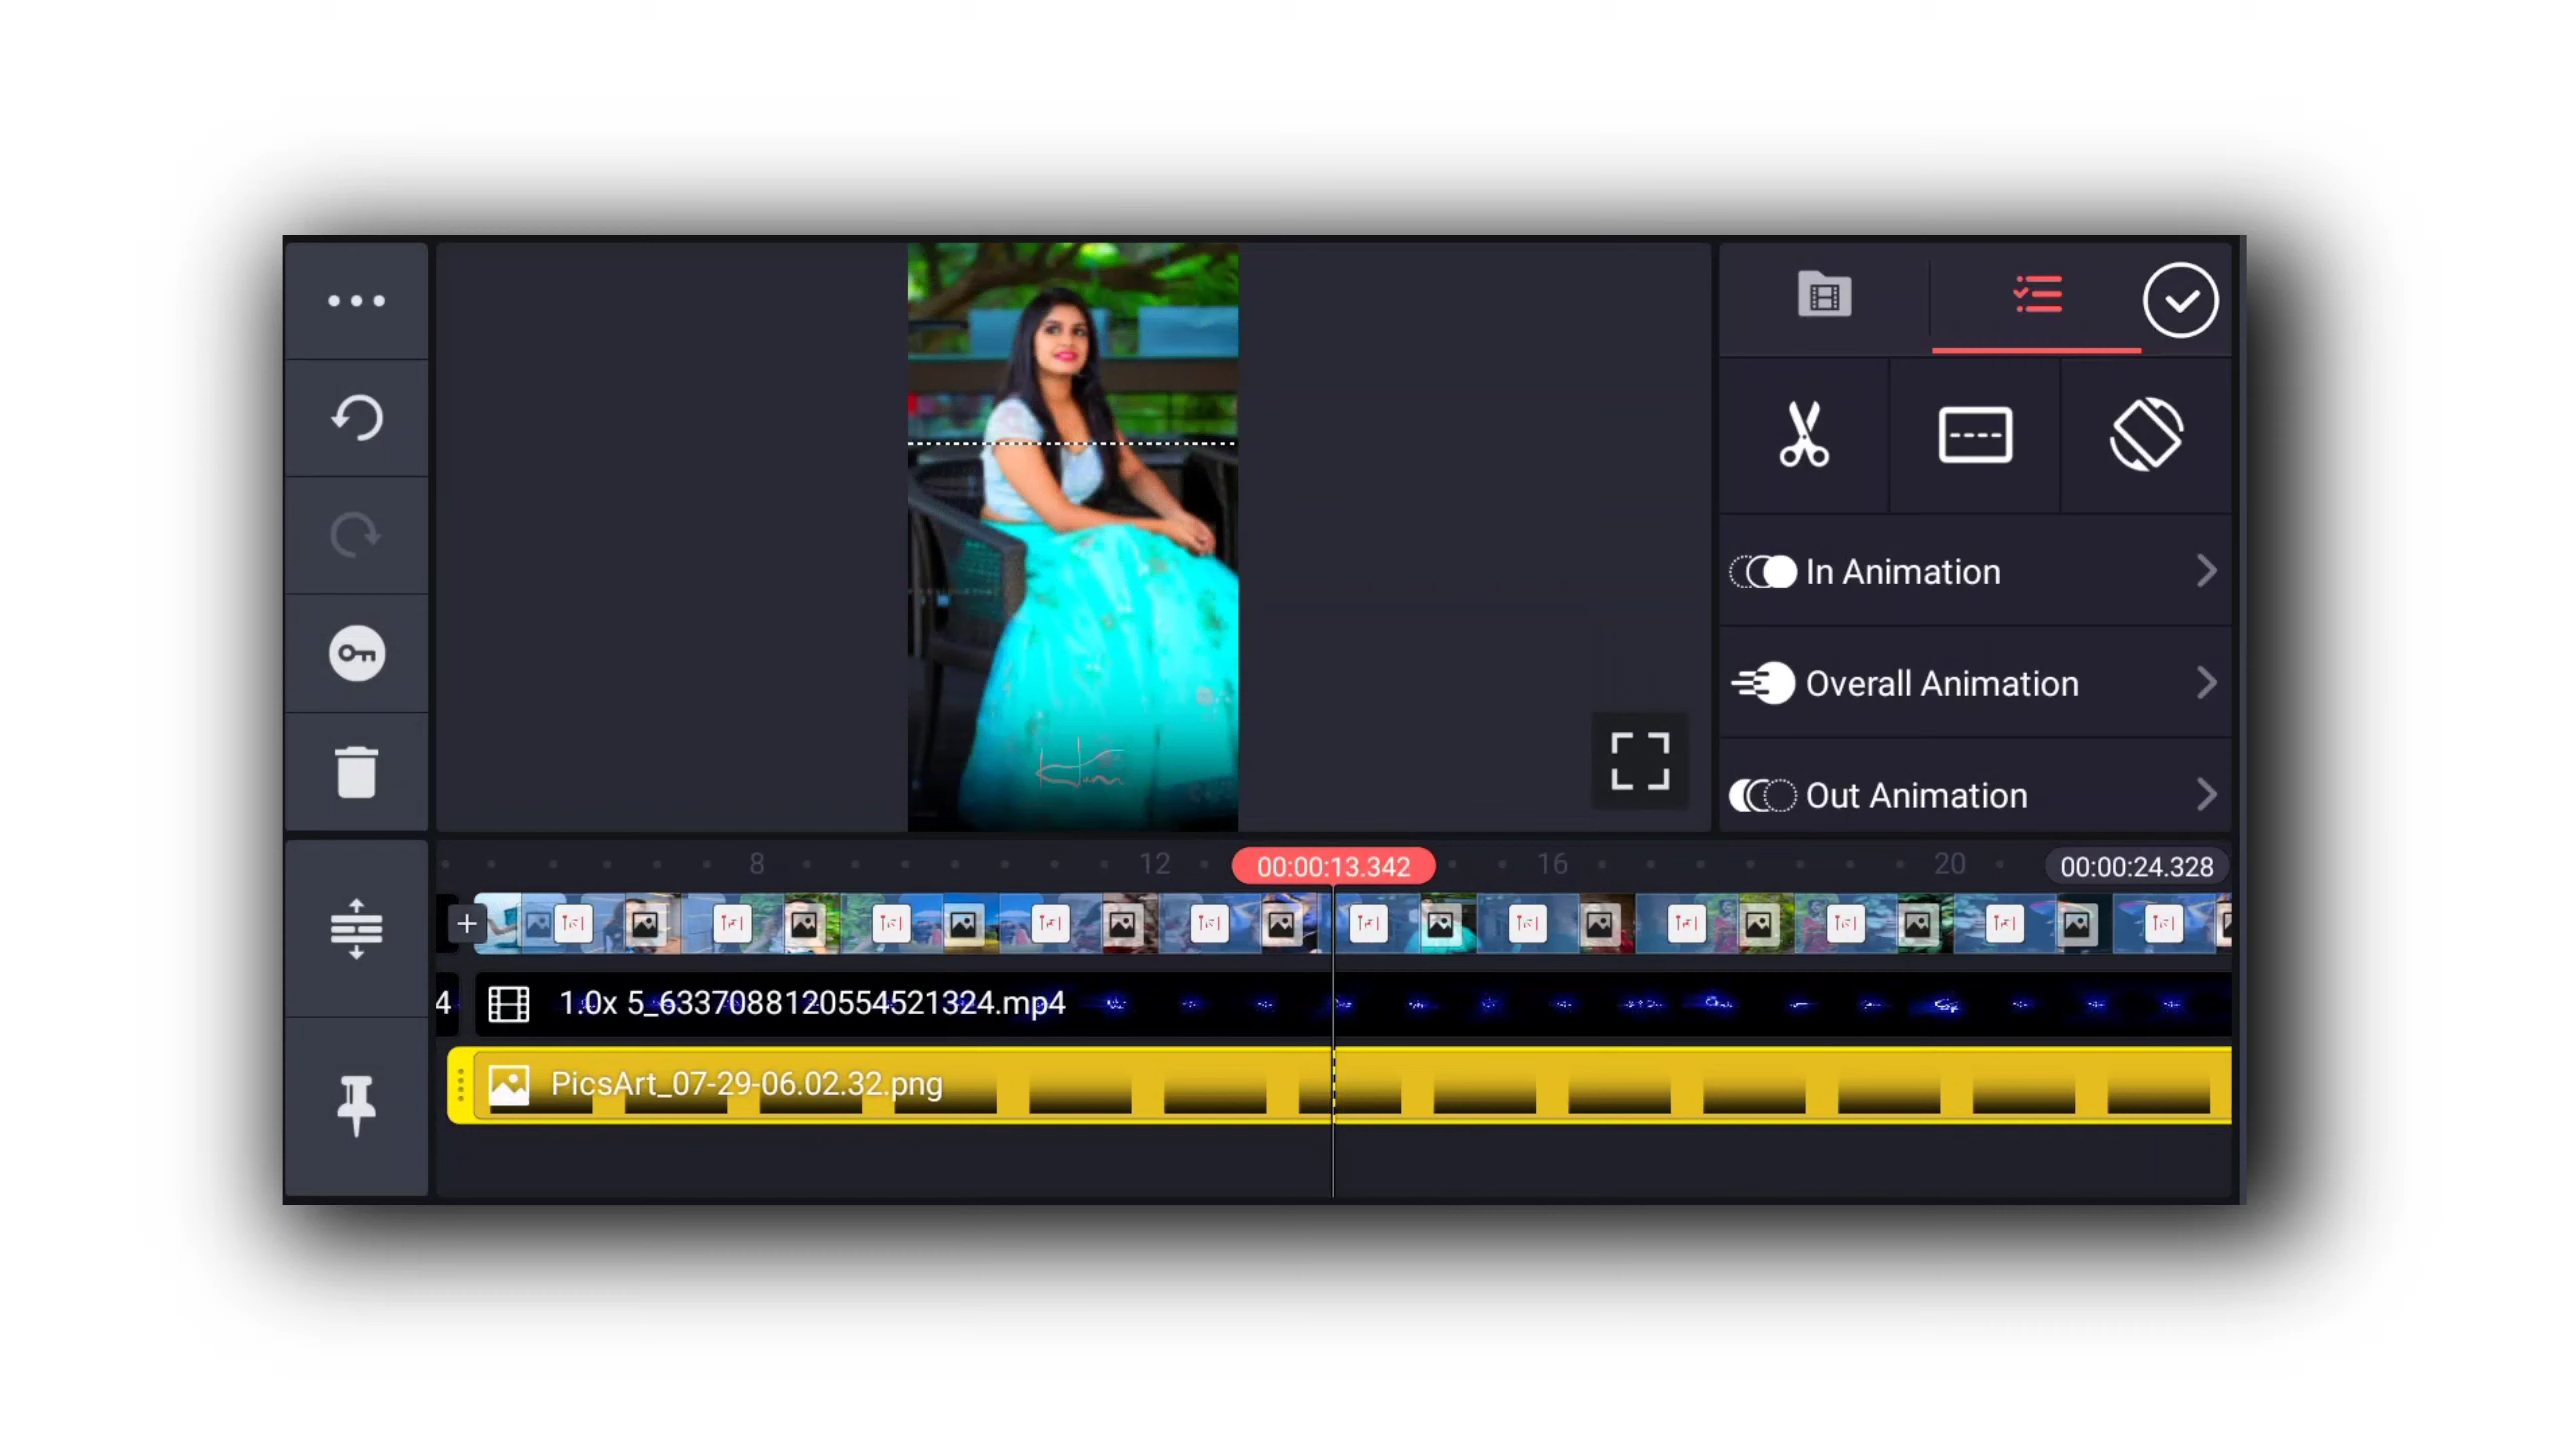 In Animation
Overall Animation
Out Animation
8
12
00:00:13.342
16
20
00:00:24.328
4
1.0x 5_6337088120554521324.mp4
PicsArt_07-29-06.02.32.png